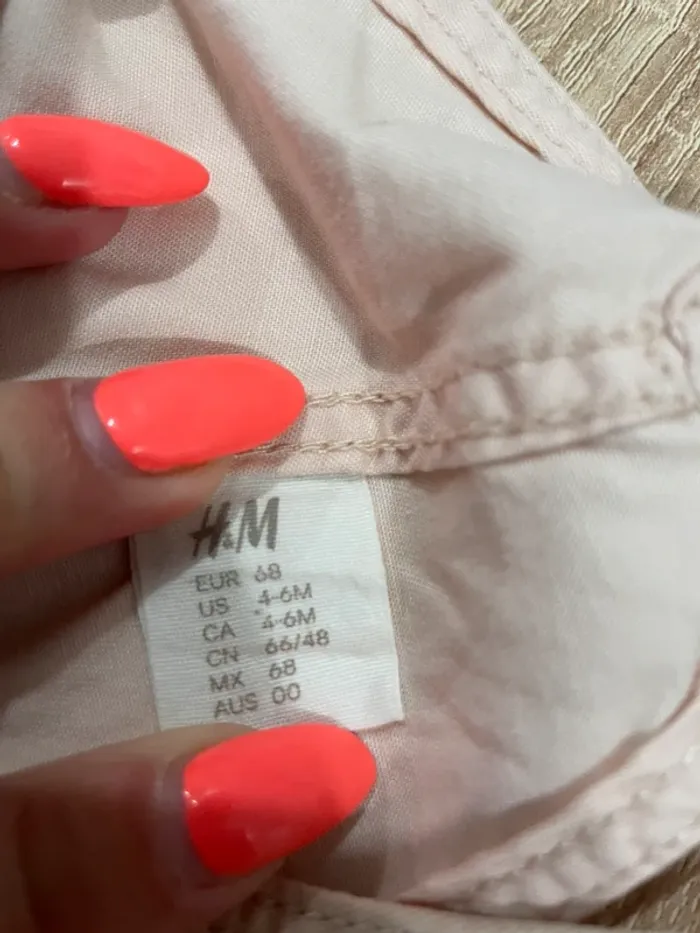 H&M
EUR 68
US 4-6M
CA 4-6M
CN 66/48
MX 68
AUS 00